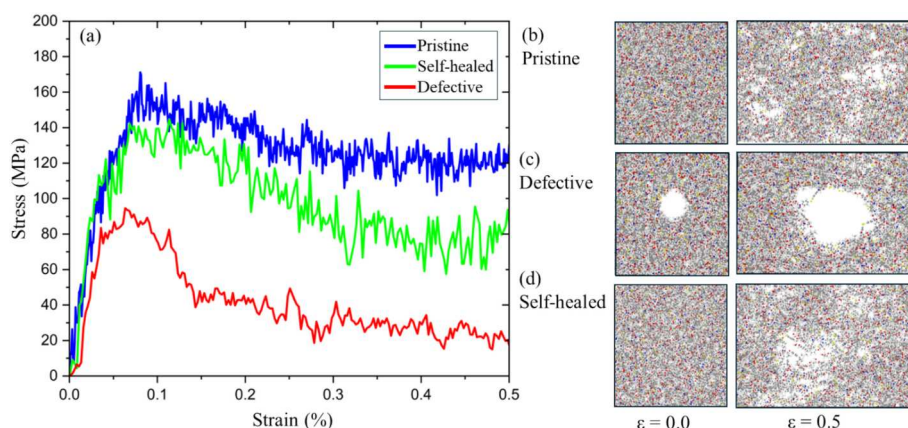 (a)
Pristine
Self-healed
Defective
200
180
160
140
120
100
80
60
40
20
0
Stress (MPa)
0.0
0.1
0.2
0.3
0.4
0.5
Strain (%)
(b)
Pristine
(c)
Defective
(d)
Self-healed
ε = 0.0
ε = 0.5